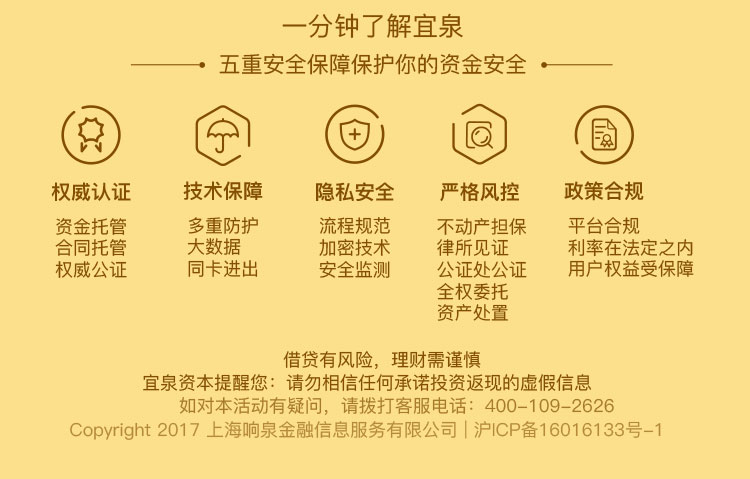 一分钟了解宜泉
五重安全保障保护你的资金安全
权威认证
资金托管
合同托管
权威公证
技术保障
多重防护
大数据
同卡进出
隐私安全
流程规范
加密技术
安全监测
严格风控
不动产担保
律所见证
公证处公证
全权委托
资产处置
政策合规
平台合规
利率在法定之内
用户权益受保障
借贷有风险，理财需谨慎
宜泉资本提醒您：请勿相信任何承诺投资返现的虚假信息
如对本活动有疑问，请拨打客服电话：400-109-2626
Copyright 2017 上海响泉金融信息服务有限公司 | 沪ICP备16016133号-1